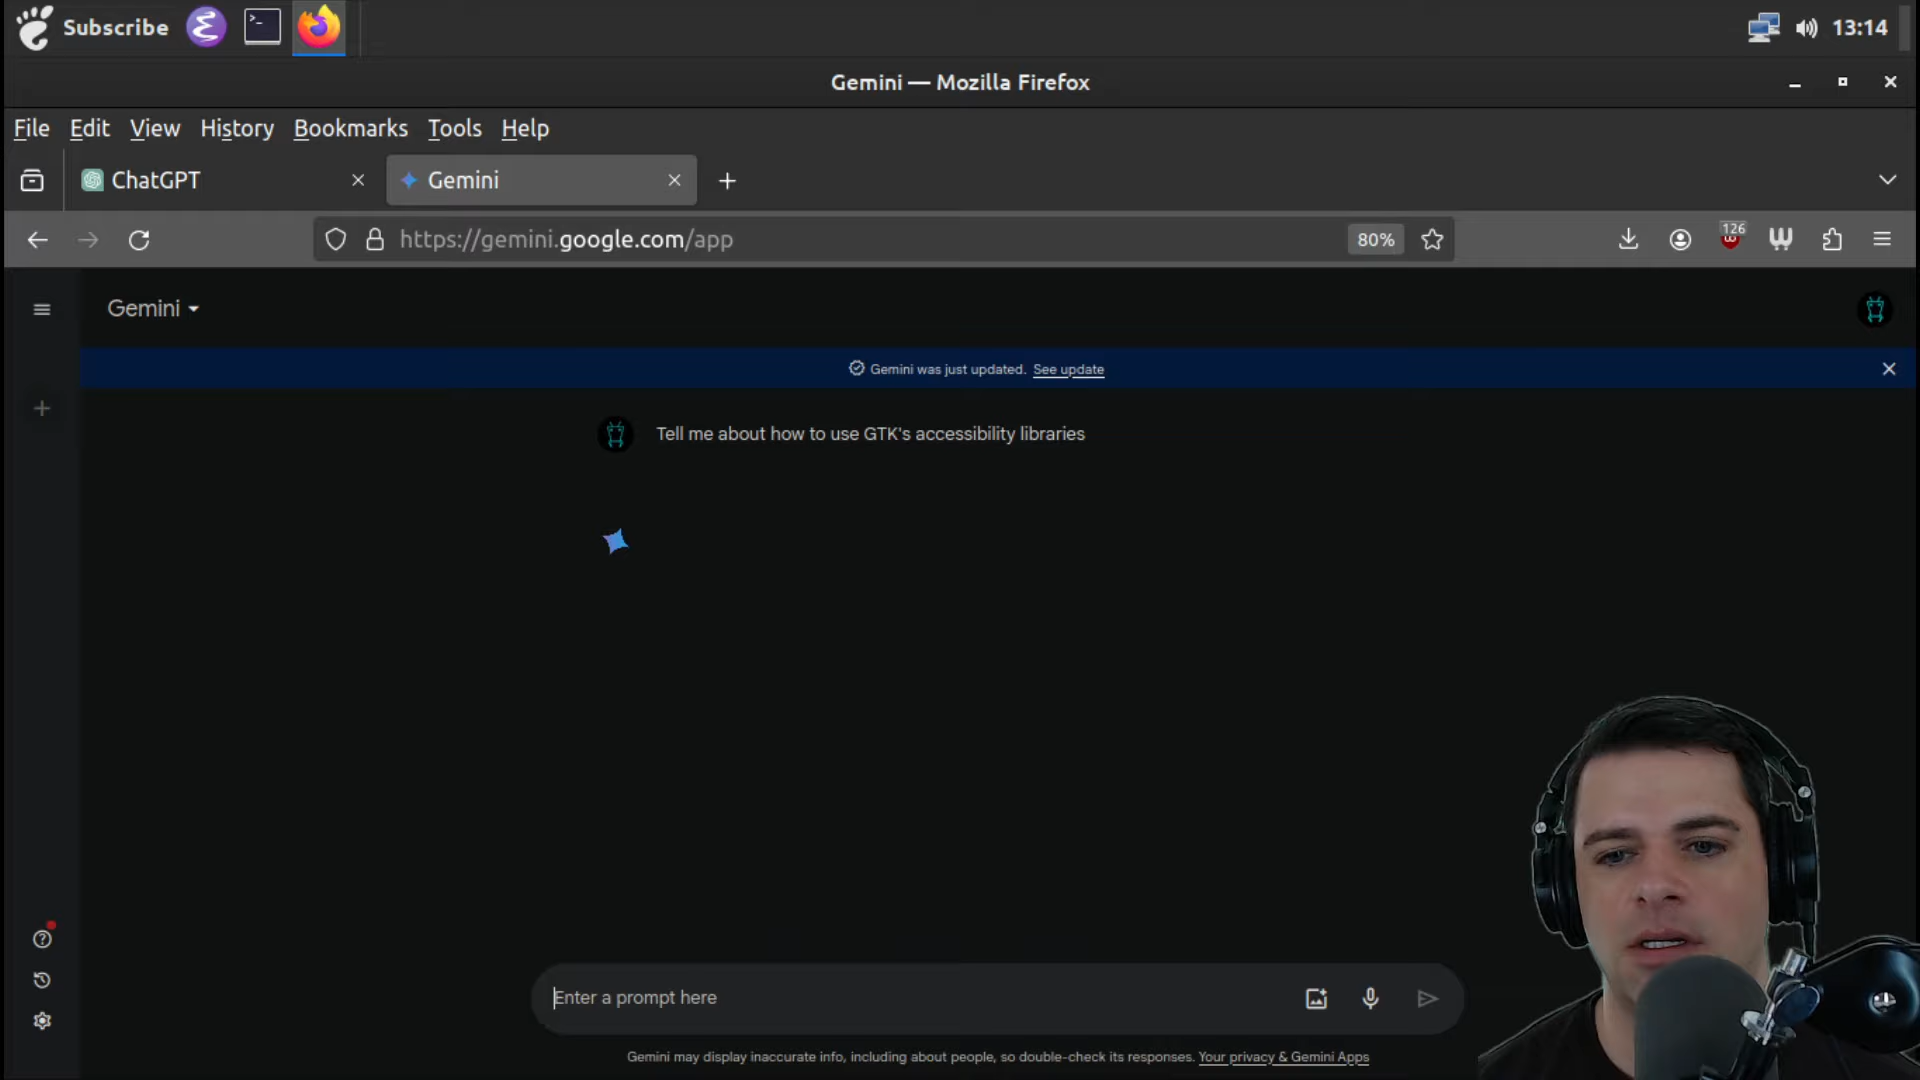 Subscribe
13:14
Gemini — Mozilla Firefox
File Edit View History Bookmarks Tools Help
ChatGPT
Gemini
https://gemini.google.com/app
80%
126
Gemini
Gemini was just updated. See update
Tell me about how to use GTK's accessibility libraries
Enter a prompt here
Gemini may display inaccurate info, including about people, so double-check its responses. Your privacy & Gemini Apps